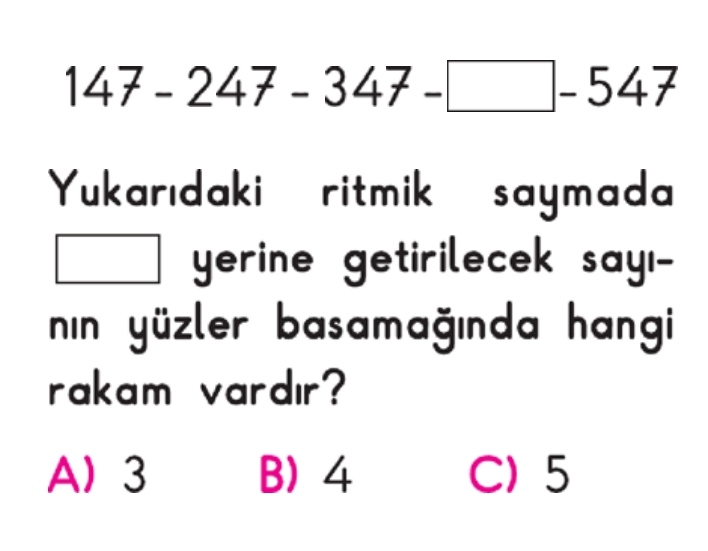 147 - 247 - 347 - - 547
Yukarıdaki ritmik saymada
yerine getirilecek sayı-
nın yüzler basamağında hangi
rakam vardır?
A) 3 B) 4 C) 5